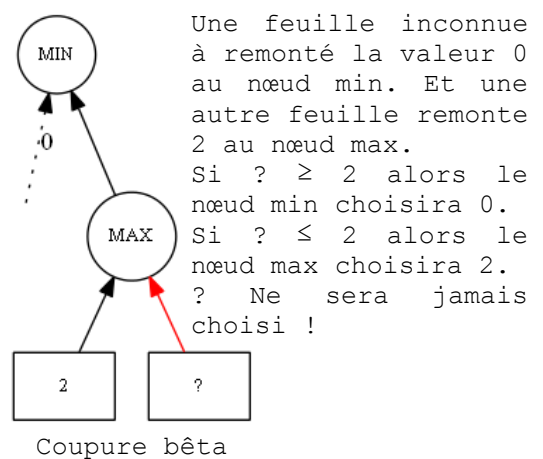 MIN
0
MAX
2
?
Coupure bêta
Une feuille inconnue
à remonté la valeur 0
au nœud min. Et une
autre feuille remonte
2 au nœud max.
Si ? ≥ 2 alors le
nœud min choisira 0.
Si ? ≤ 2 alors le
nœud max choisira 2.
? Ne sera jamais
choisi !